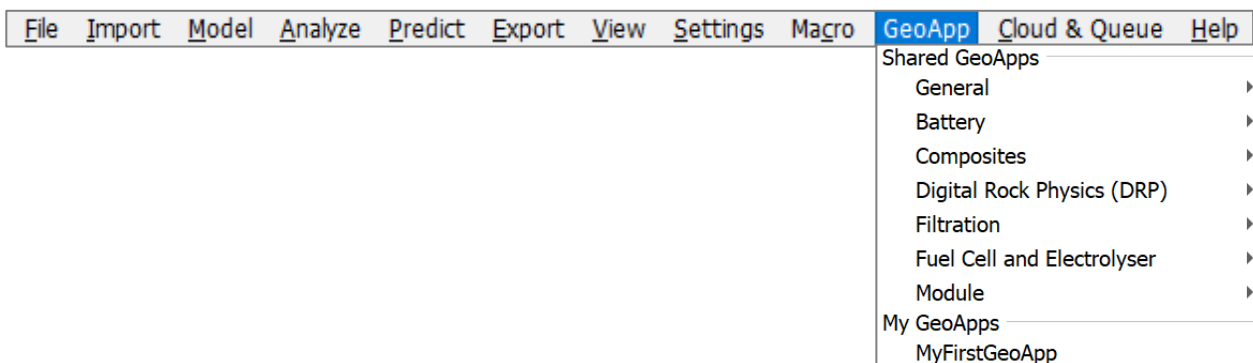 File Import Model Analyze Predict Export View Settings Macro GeoApp Cloud & Queue Help
Shared GeoApps
General
Battery
Composites
Digital Rock Physics (DRP)
Filtration
Fuel Cell and Electrolyser
Module
My GeoApps
MyFirstGeoApp